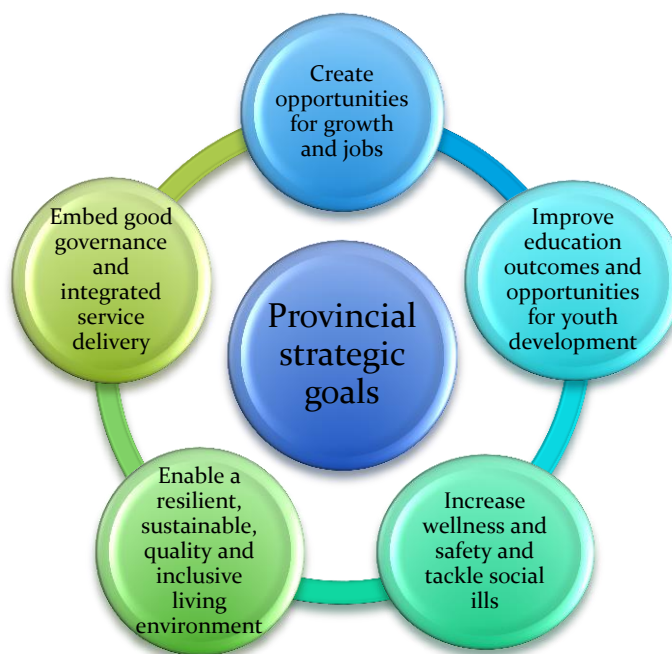 Create
opportunities
for growth
and jobs
Improve
education
outcomes and
opportunities
for youth
development
Increase
wellness and
safety and
tackle social
ills
Enable a
resilient,
sustainable,
quality and
inclusive
living
environment
Embed good
governance
and
integrated
service
delivery
Provincial
strategic
goals